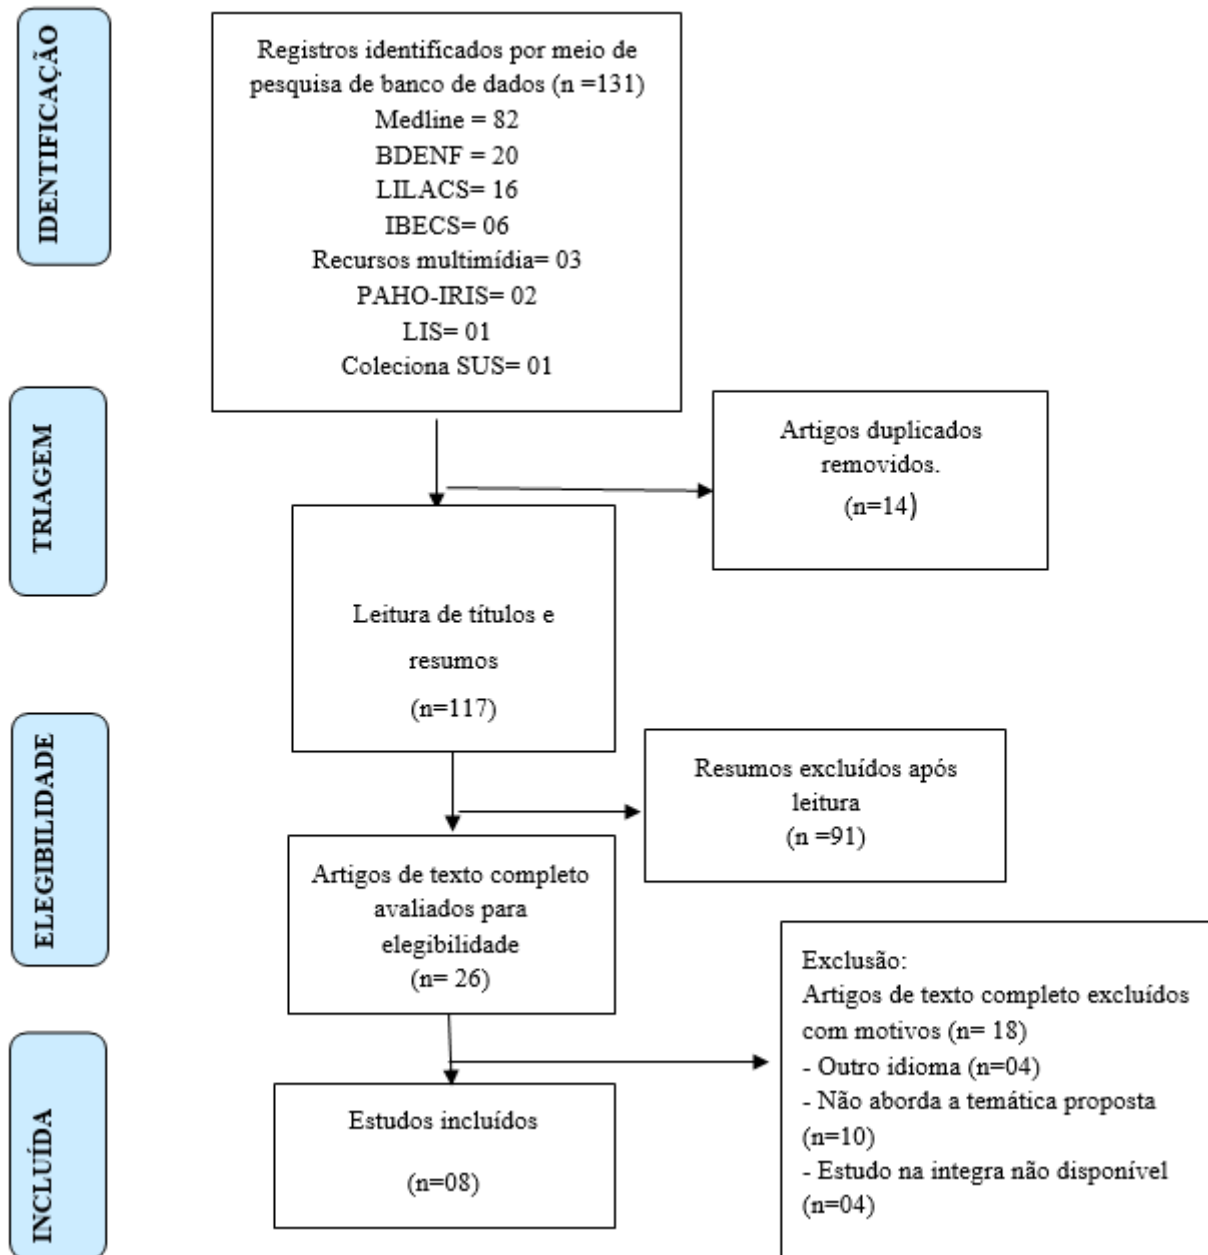 IDENTIFICAÇÃO
Registros identificados por meio de
pesquisa de banco de dados (n =131)
Medline = 82
BDENF = 20
LILACS= 16
IBECS= 06
Recursos multimídia= 03
PAHO-IRIS= 02
LIS= 01
Coleciona SUS= 01
TRIAGEM
Artigos duplicados
removidos.
(n=14)
Leitura de títulos e
resumos
(n=117)
ELEGIBILIDADE
Resumos excluídos após
leitura
(n =91)
Artigos de texto completo
avaliados para
elegibilidade
(n= 26)
Exclusão:
Artigos de texto completo excluídos
com motivos (n= 18)
- Outro idioma (n=04)
- Não aborda a temática proposta
(n=10)
- Estudo na integra não disponível
(n=04)
INCLUÍDA
Estudos incluídos
(n=08)